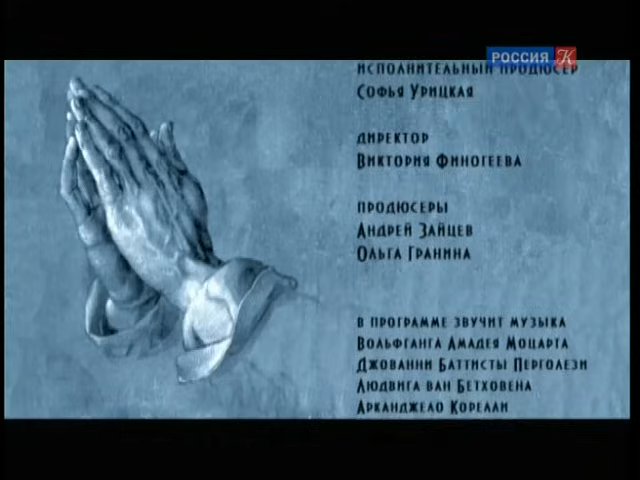 РОССИЯ К
ИСПОЛНИТЕЛЬНЫЙ ПРОДЮСЕР
СОФЬЯ УРИЦКАЯ
ДИРЕКТОР
ВИКТОРИЯ ФИНОГЕЕВА
ПРОДЮСЕРЫ
АНДРЕЙ ЗАЙЦЕВ
ОЛЬГА ГРАНИНА
В ПРОГРАММЕ ЗВУЧИТ МУЗЫКА
ВОЛЬФГАНГА АМАДЕЯ МОЦАРТА
ДЖОВАННИ БАТТИСТЫ ПЕРГОЛЕЗИ
ЛЮДВИГА ВАН БЕТХОВЕНА
АРКАНДЖЕЛО КОРЕЛЛИ